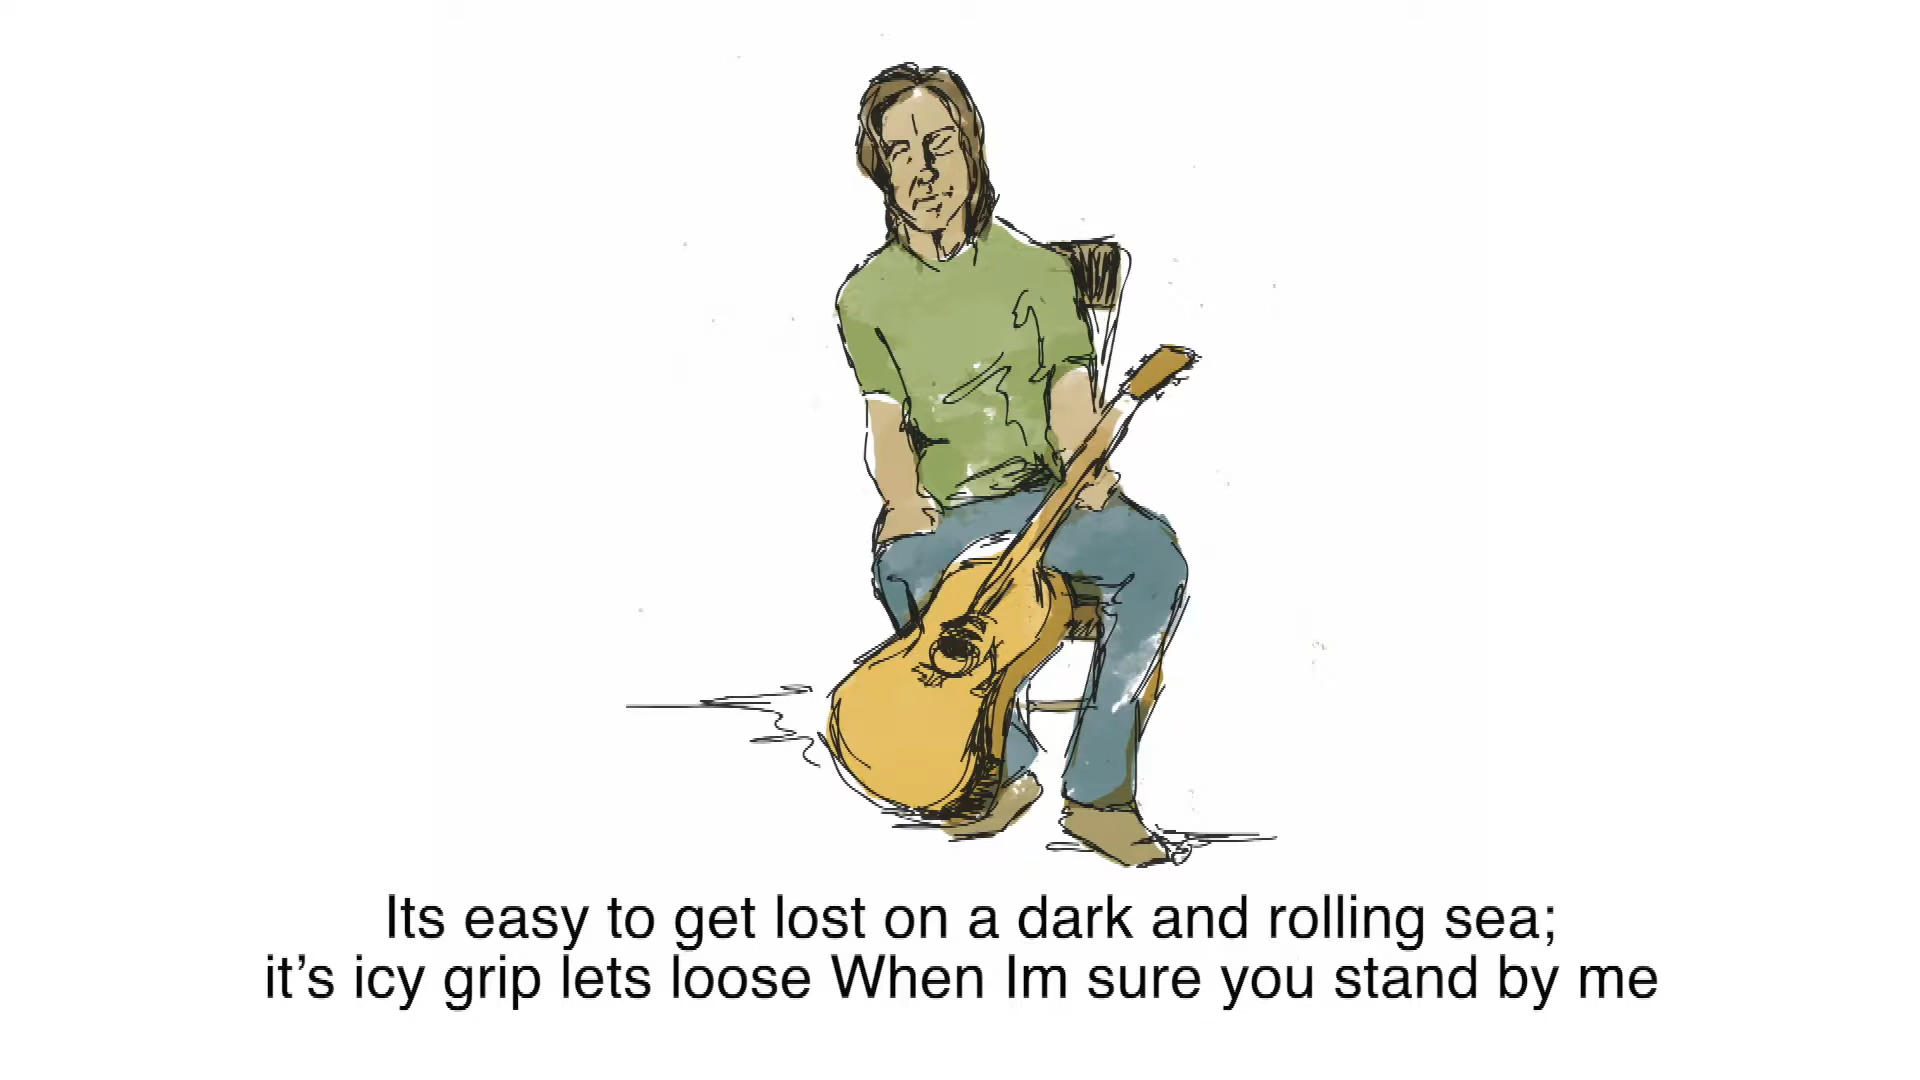 Its easy to get lost on a dark and rolling sea;
it’s icy grip lets loose When Im sure you stand by me